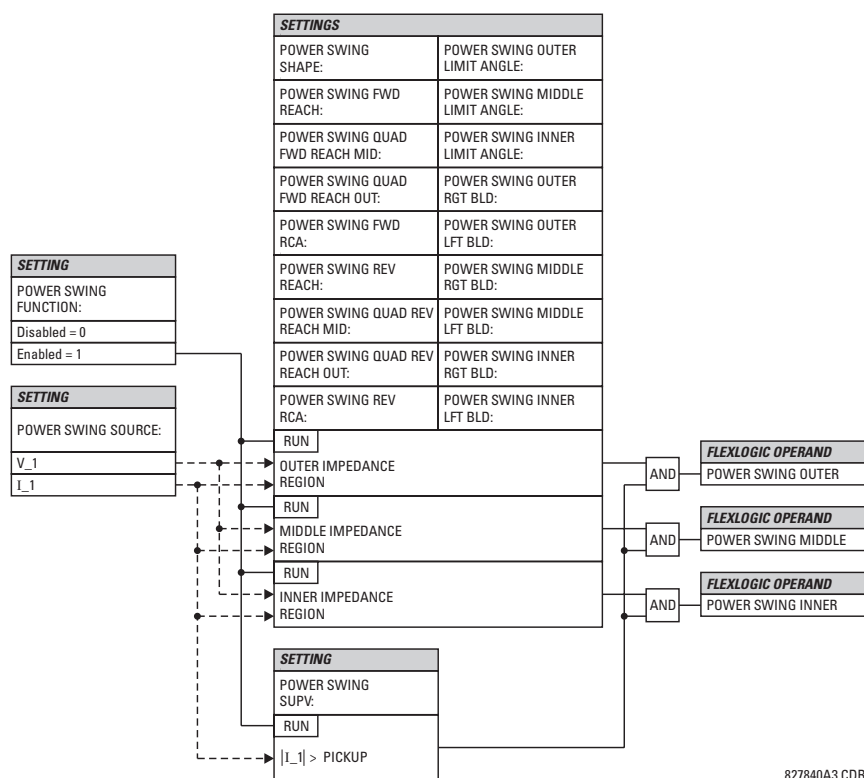 SETTINGS
POWER SWING
SHAPE:
POWER SWING OUTER
LIMIT ANGLE:
POWER SWING FWD
REACH:
POWER SWING MIDDLE
LIMIT ANGLE:
POWER SWING QUAD
FWD REACH MID:
POWER SWING INNER
LIMIT ANGLE:
POWER SWING QUAD
FWD REACH OUT:
POWER SWING OUTER
RGT BLD:
POWER SWING FWD
RCA:
POWER SWING OUTER
LFT BLD:
POWER SWING REV
REACH:
POWER SWING MIDDLE
RGT BLD:
POWER SWING QUAD REV
REACH MID:
POWER SWING MIDDLE
LFT BLD:
POWER SWING QUAD REV
REACH OUT:
POWER SWING INNER
RGT BLD:
POWER SWING REV
RCA:
POWER SWING INNER
LFT BLD:
SETTING
POWER SWING
FUNCTION:
Disabled = 0
Enabled = 1
SETTING
POWER SWING SOURCE:
V_1
I_1
RUN
OUTER IMPEDANCE
REGION
RUN
MIDDLE IMPEDANCE
REGION
RUN
INNER IMPEDANCE
REGION
AND
FLEXLOGIC OPERAND
POWER SWING OUTER
AND
FLEXLOGIC OPERAND
POWER SWING MIDDLE
AND
FLEXLOGIC OPERAND
POWER SWING INNER
SETTING
POWER SWING
SUPV:
RUN
|I_1| > PICKUP
827840A3.CDR